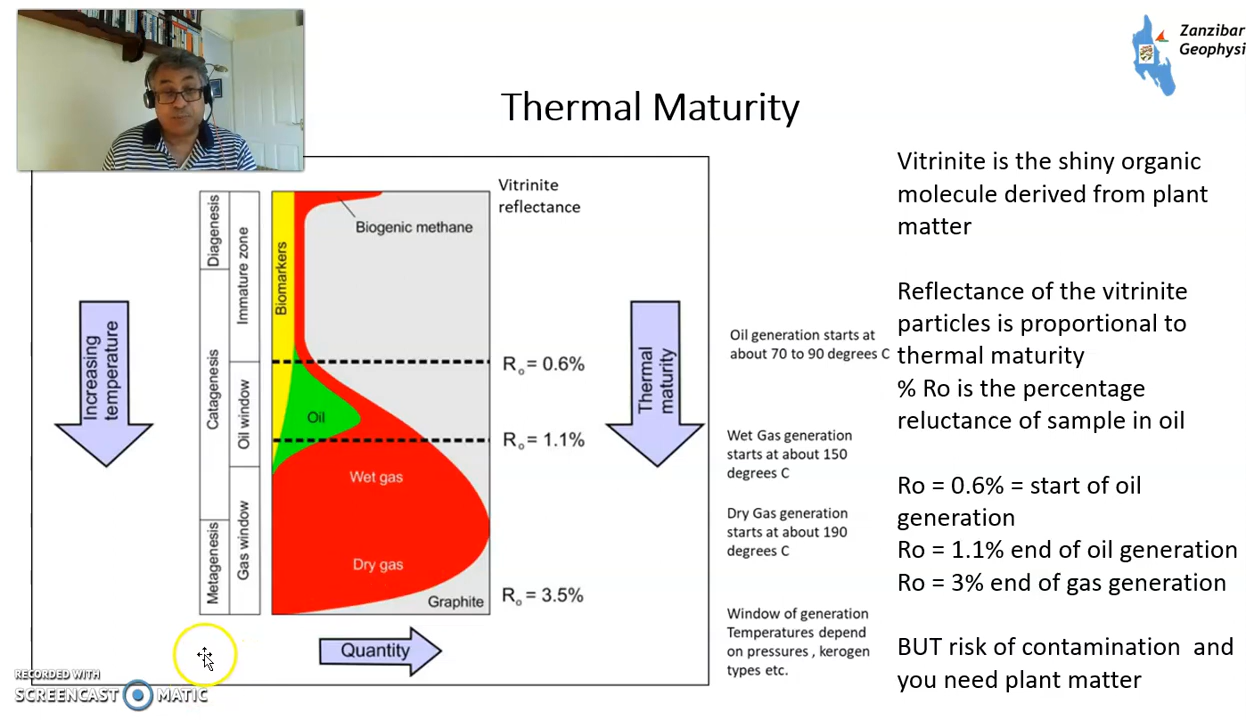 Zanzibar
Geophysi
Thermal Maturity
Vitrinite
reflectance
Diagenesis
Catagenesis
Metagenesis
Immature zone
Oil window
Gas window
Biomarkers
Biogenic methane
Oil
Wet gas
Dry gas
Graphite
Ro = 0.6%
Ro = 1.1%
Ro = 3.5%
Increasing
temperature
Thermal
maturity
Quantity
Oil generation starts at
about 70 to 90 degrees C
Wet Gas generation
starts at about 150
degrees C
Dry Gas generation
starts at about 190
degrees C
Window of generation
Temperatures depend
on pressures , kerogen
types etc.
Vitrinite is the shiny organic
molecule derived from plant
matter
Reflectance of the vitrinite
particles is proportional to
thermal maturity
% Ro is the percentage
reluctance of sample in oil
Ro = 0.6% = start of oil
generation
Ro = 1.1% end of oil generation
Ro = 3% end of gas generation
BUT risk of contamination and
you need plant matter
RECORDED WITH
SCREENCAST MATIC